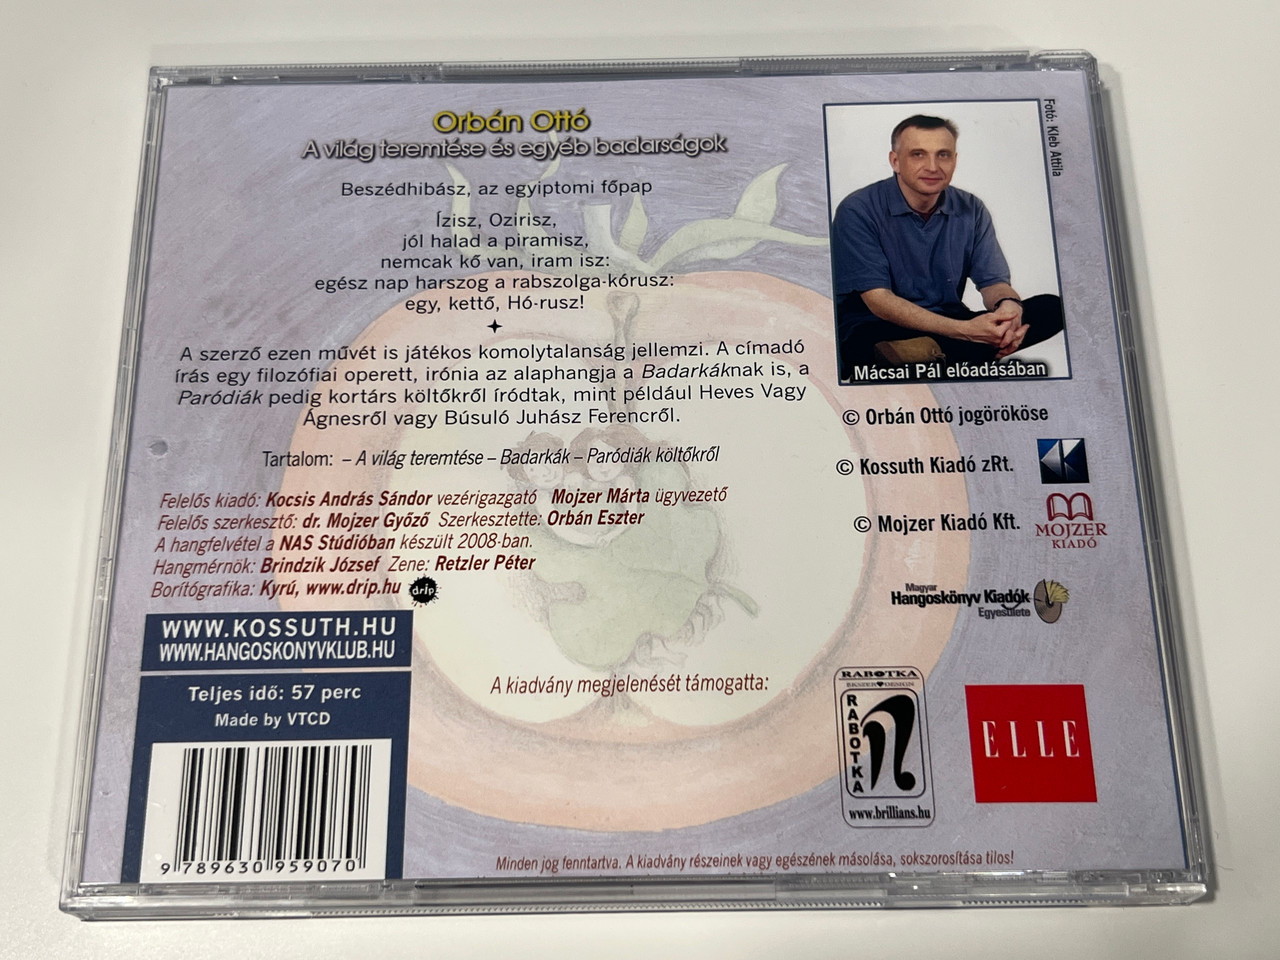 Orbán Ottó
A világ teremtése és egyéb badarságok
Beszédhibász, az egyiptomi főpap
Ízisz, Ozirisz,
jól halad a piramisz,
nemcak kő van, iram isz:
egész nap harszog a rabszolga-kórusz:
egy, kettő, Hó-rusz!
A szerző ezen művét is játékos komolytalanság jellemzi. A címadó
írás egy filozófiai operett, irónia az alaphangja a Badarkáknak is, a
Paródiák pedig kortárs költőkről íródtak, mint például Heves Vagy
Ágnesről vagy Búsuló Juhász Ferencről.
Tartalom: – A világ teremtése – Badarkák – Paródiák költőkről
Felelős kiadó: Kocsis András Sándor vezérigazgató Mojzer Márta ügyvezető
Felelős szerkesztő: dr. Mojzer Győző Szerkesztette: Orbán Eszter
A hangfelvétel a NAS Stúdióban készült 2008-ban.
Hangmérnök: Brindzik József Zene: Retzler Péter
Borítógrafika: Kyrú, www.drip.hu drip
WWW.KOSSUTH.HU
WWW.HANGOSKONYVKLUB.HU
Teljes idő: 57 perc
Made by VTCD
9 789630 959070
A kiadvány megjelenését támogatta:
Fotó: Kleb Attila
Mácsai Pál előadásában
© Orbán Ottó jogörököse
© Kossuth Kiadó zRt.
© Mojzer Kiadó Kft.
MOJZER
KIADÓ
Magyar
Hangoskönyv Kiadók
Egyesülete
RABOTKA
RABOTKA
www.brillians.hu
ELLE
Minden jog fenntartva. A kiadvány részeinek vagy egészének másolása, sokszorosítása tilos!